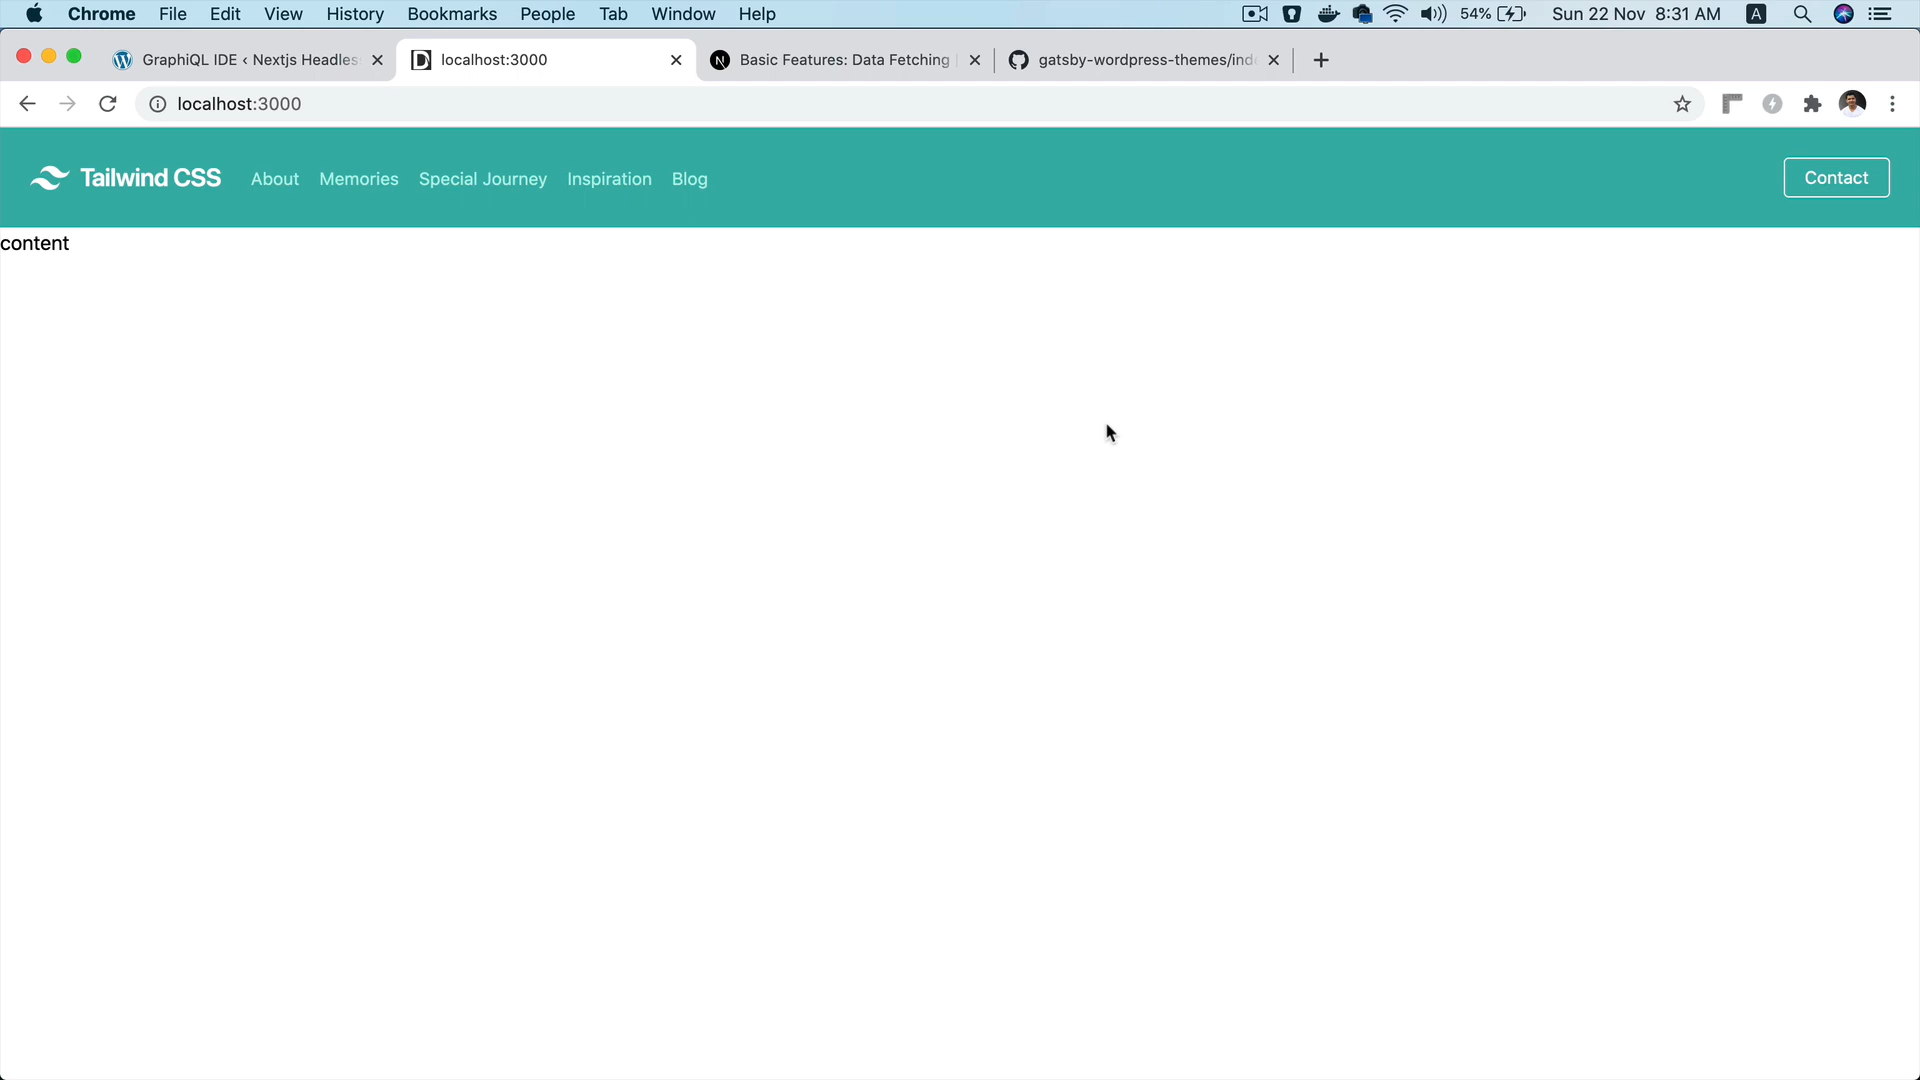 Chrome File Edit View History Bookmarks People Tab Window Help 54% Sun 22 Nov 8:31 AM A
GraphiQL IDE ‹ Nextjs Headles localhost:3000 N Basic Features: Data Fetching gatsby-wordpress-themes/ind
localhost:3000
Tailwind CSS About Memories Special Journey Inspiration Blog Contact
content